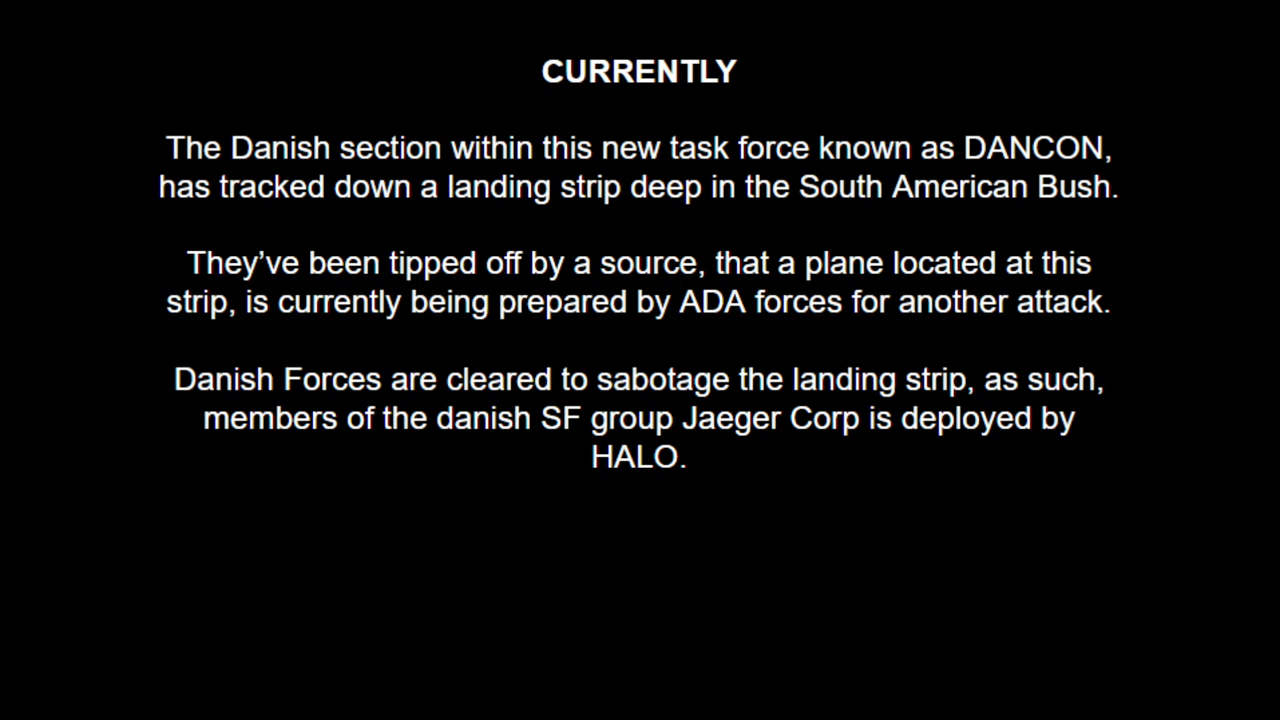 CURRENTLY
The Danish section within this new task force known as DANCON,
has tracked down a landing strip deep in the South American Bush.
They’ve been tipped off by a source, that a plane located at this
strip, is currently being prepared by ADA forces for another attack.
Danish Forces are cleared to sabotage the landing strip, as such,
members of the danish SF group Jaeger Corp is deployed by
HALO.